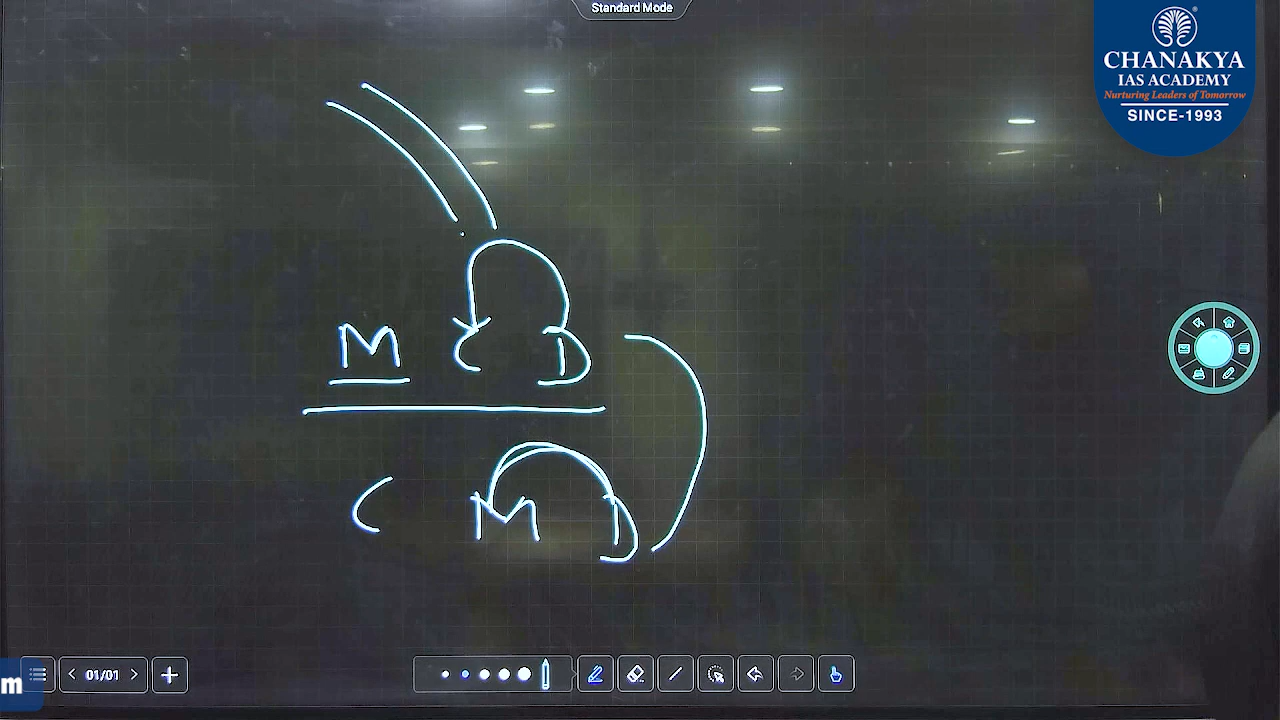 Standard Mode
CHANAKYA
IAS ACADEMY
Nurturing Leaders of Tomorrow
SINCE-1993
M C D
C M D
01/01
m